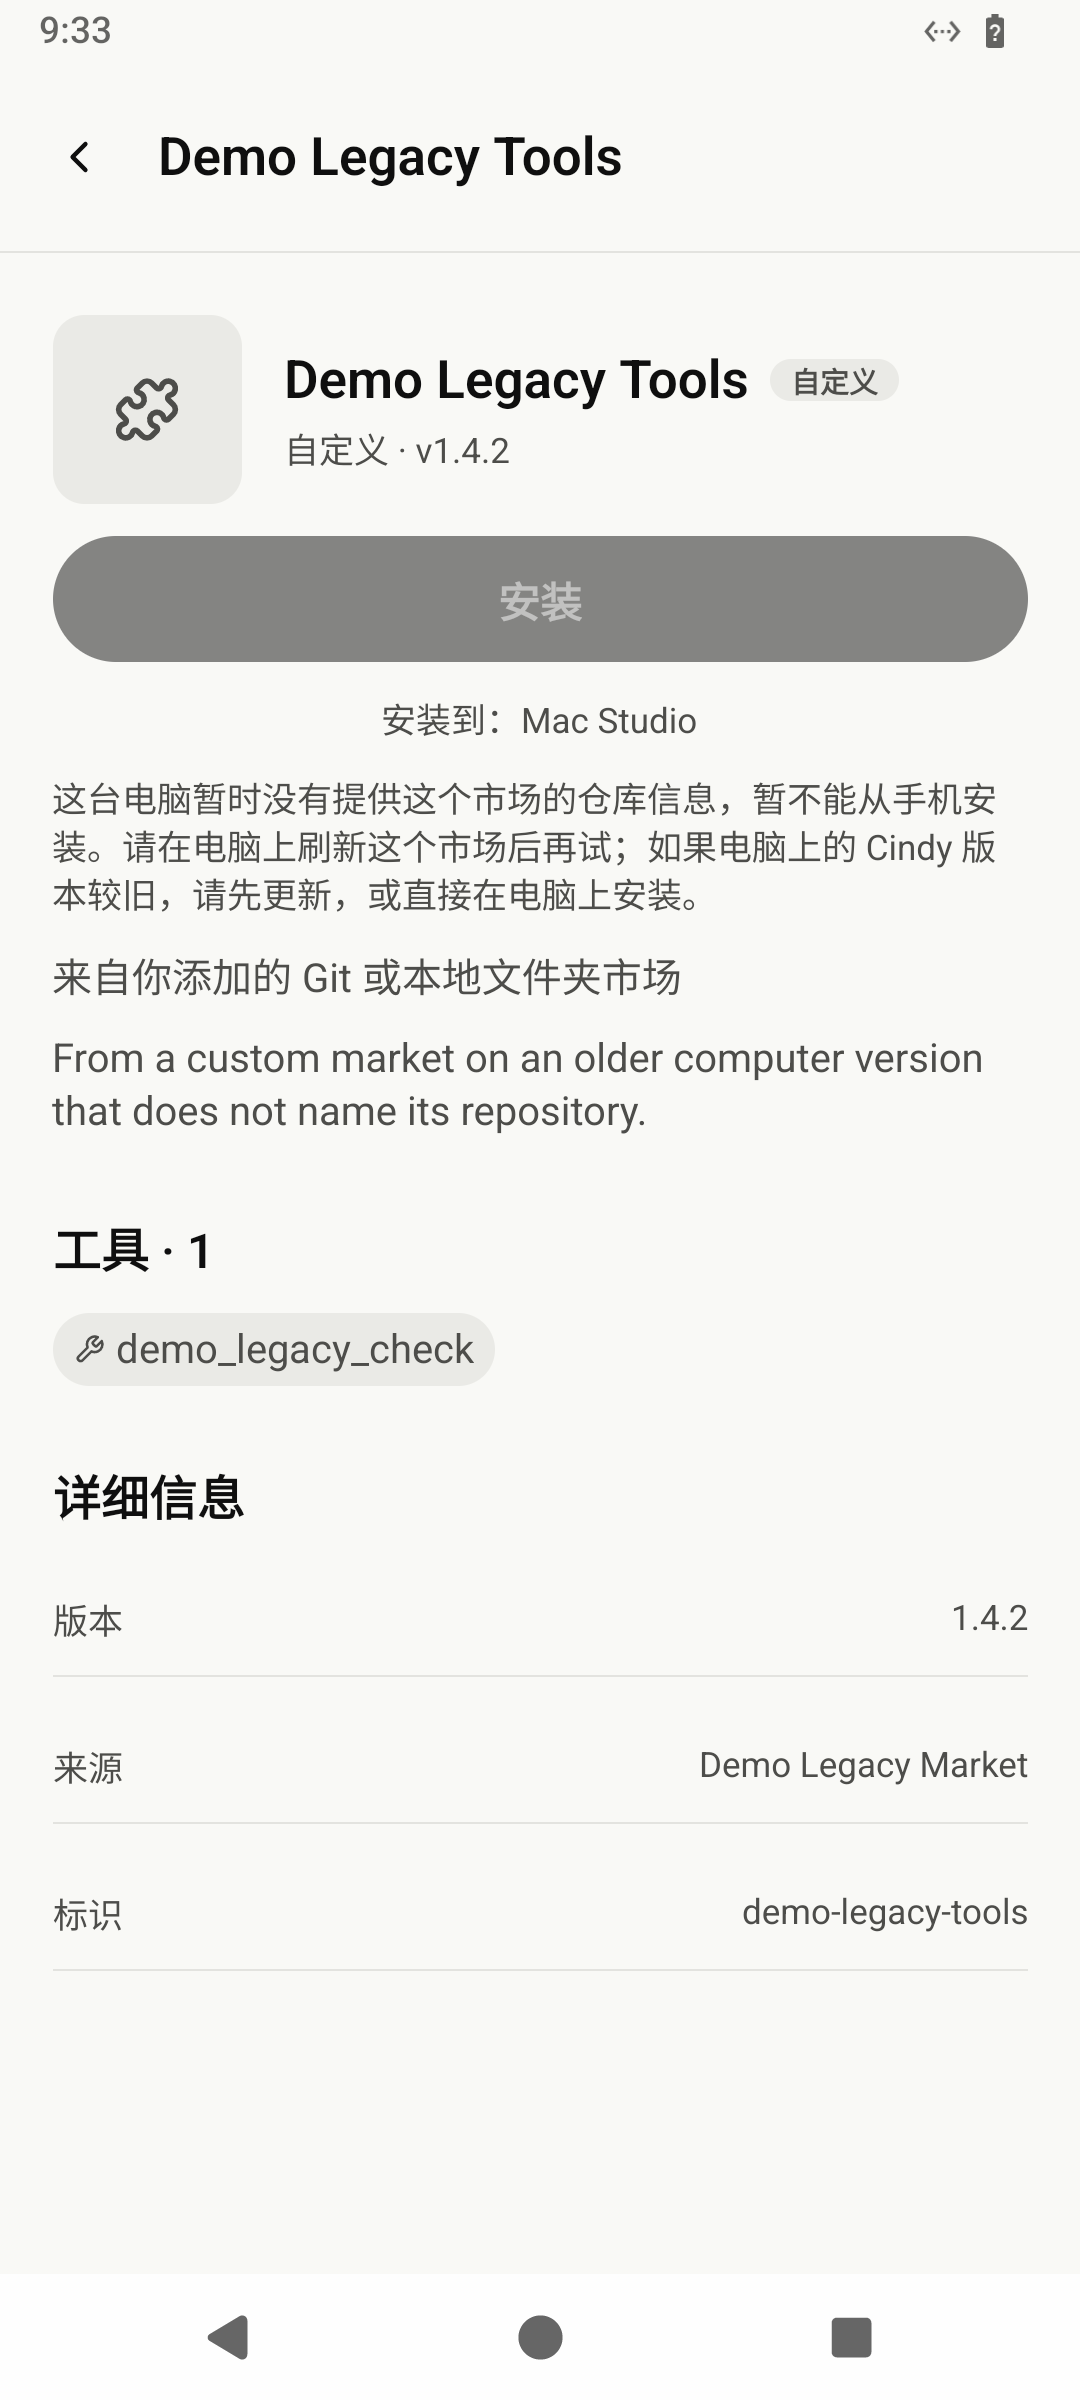 9:33
Demo Legacy Tools
Demo Legacy Tools 自定义
自定义 · v1.4.2
安装
安装到：Mac Studio
这台电脑暂时没有提供这个市场的仓库信息，暂不能从手机安
装。请在电脑上刷新这个市场后再试；如果电脑上的 Cindy 版
本较旧，请先更新，或直接在电脑上安装。
来自你添加的 Git 或本地文件夹市场
From a custom market on an older computer version
that does not name its repository.
工具 · 1
demo_legacy_check
详细信息
版本 1.4.2
来源 Demo Legacy Market
标识 demo-legacy-tools